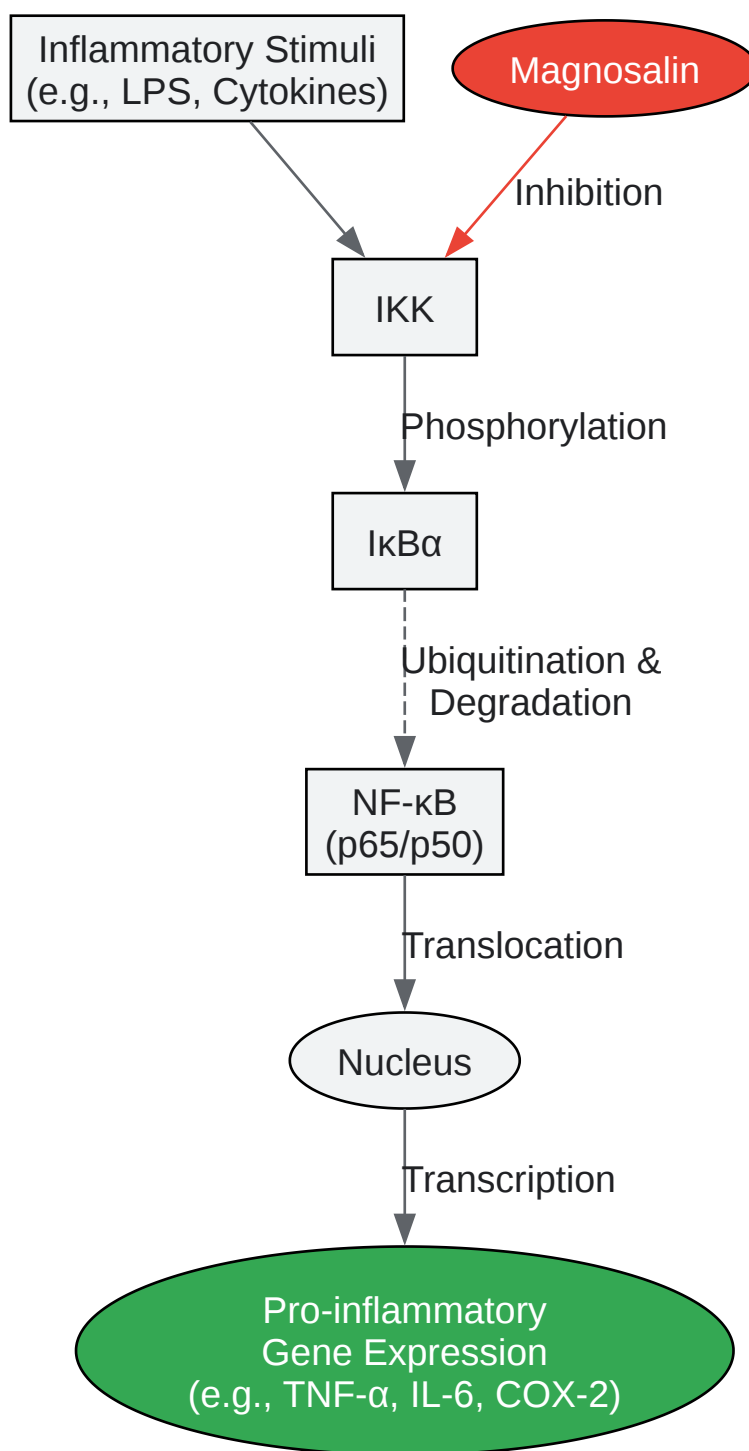 Inflammatory Stimuli
(e.g., LPS, Cytokines)
Magnosalin
Inhibition
IKK
Phosphorylation
IκBα
Ubiquitination &
Degradation
NF-κB
(p65/p50)
Translocation
Nucleus
Transcription
Pro-inflammatory
Gene Expression
(e.g., TNF-α, IL-6, COX-2)